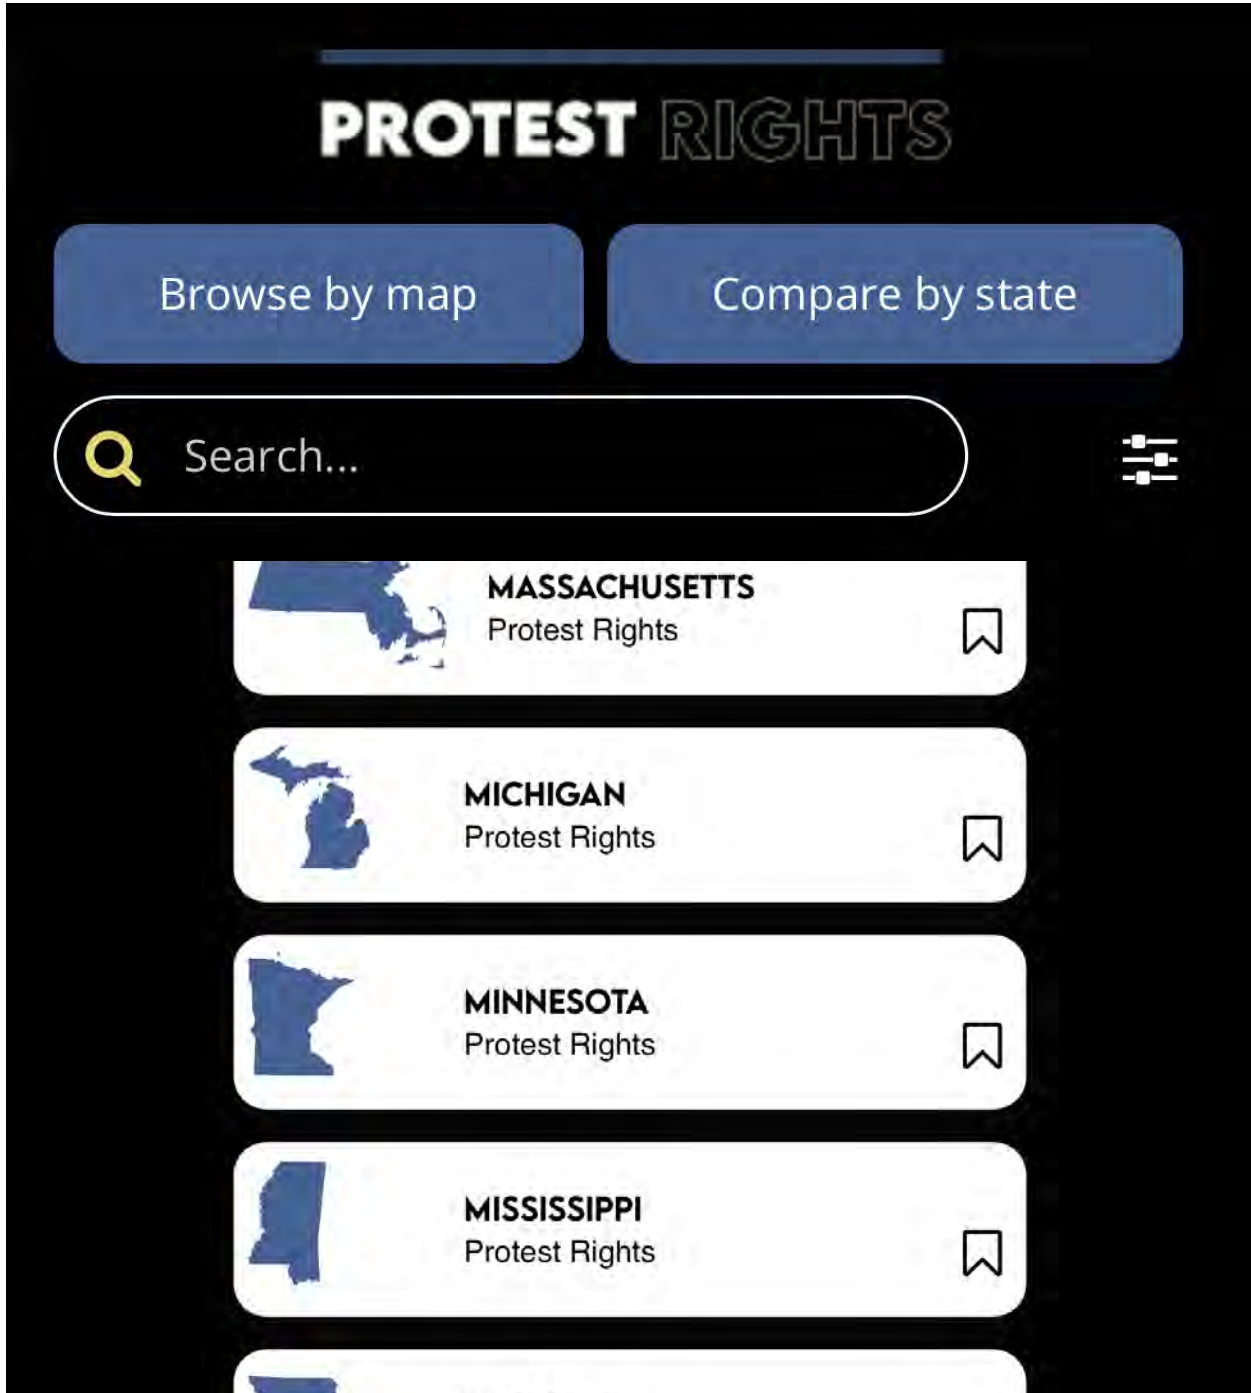 PROTEST RIGHTS
Browse by map
Compare by state
Search...
MASSACHUSETTS
Protest Rights
MICHIGAN
Protest Rights
MINNESOTA
Protest Rights
MISSISSIPPI
Protest Rights